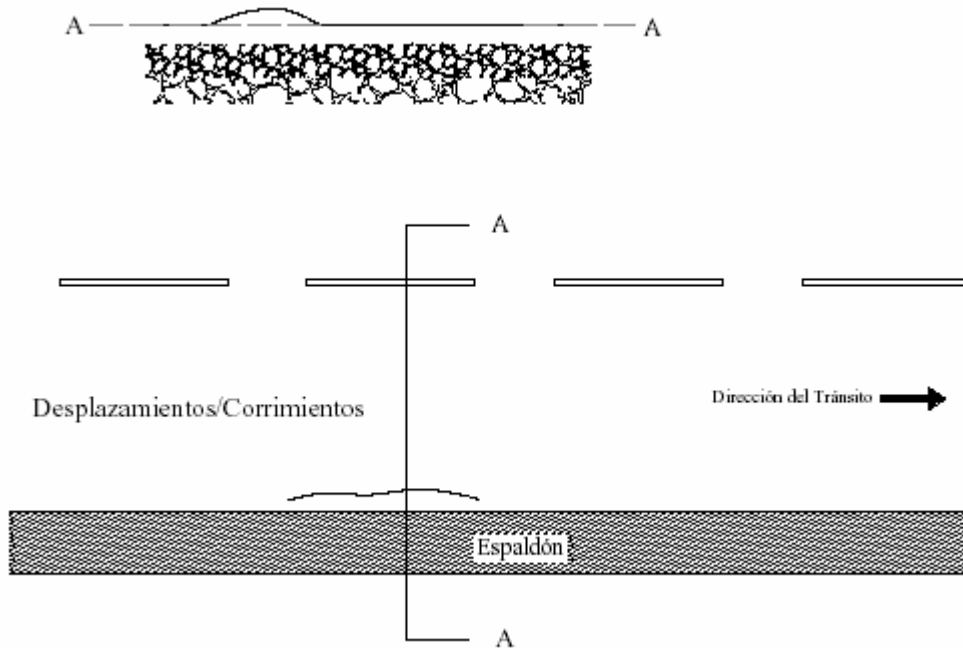 A A
A
Desplazamientos/Corrimientos
Dirección del Tránsito
Espaldón
A